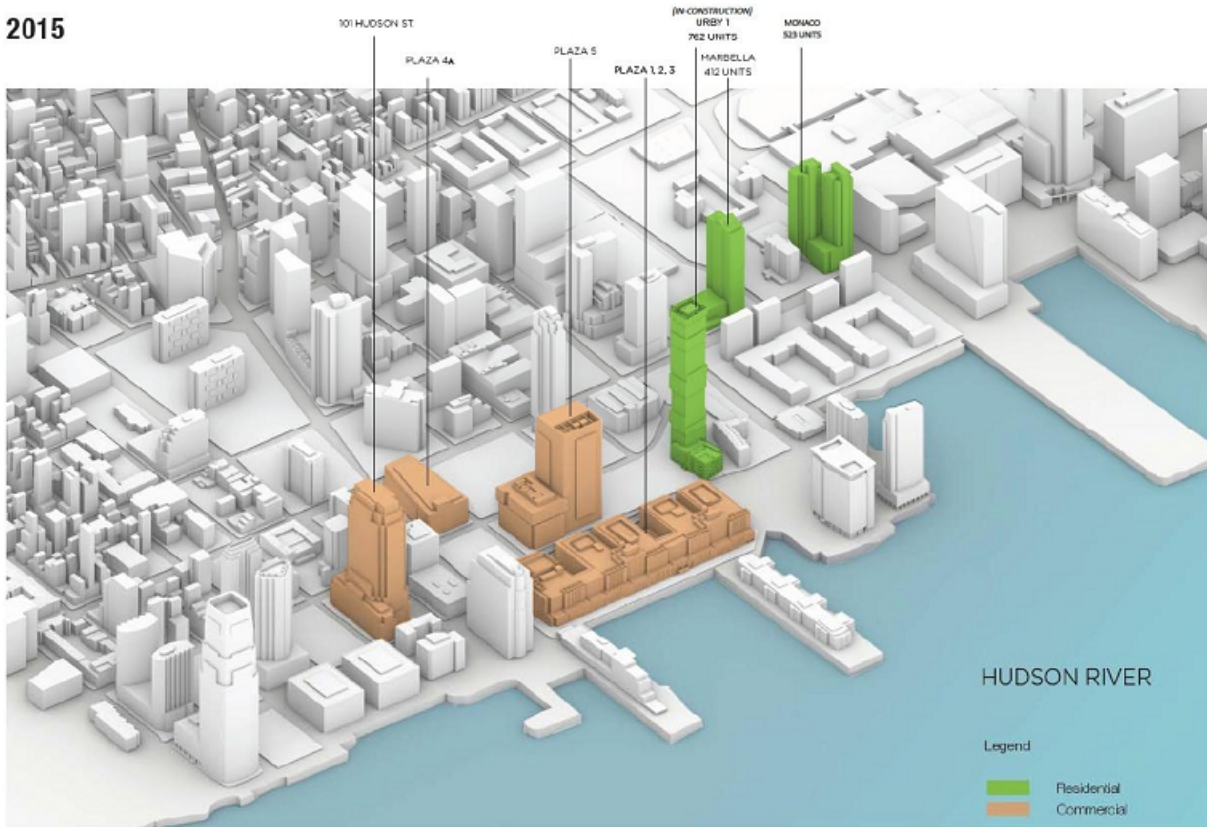 2015
101 HUDSON ST.
PLAZA 4A
PLAZA 5
PLAZA 1, 2, 3
(IN-CONSTRUCTION)
URBY 1
762 UNITS
MARBELLA
412 UNITS
MONACO
523 UNITS
HUDSON RIVER
Legend
Residential
Commercial